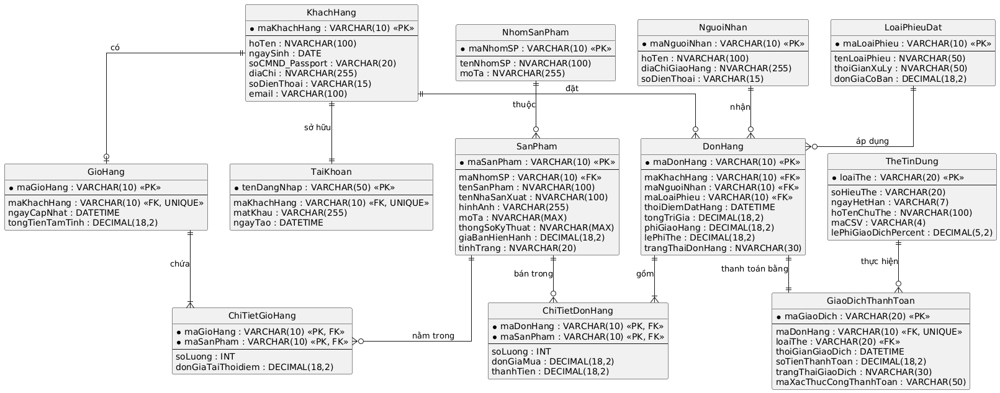 KhachHang
maKhachHang : VARCHAR(10) «PK»
hoTen : NVARCHAR(100)
ngaySinh : DATE
soCMND_Passport : VARCHAR(20)
diaChi : NVARCHAR(255)
soDienThoai : VARCHAR(15)
email : VARCHAR(100)
NhomSanPham
maNhomSP : VARCHAR(10) «PK»
tenNhomSP : NVARCHAR(100)
moTa : NVARCHAR(255)
NguoiNhan
maNguoiNhan : VARCHAR(10) «PK»
hoTen : NVARCHAR(100)
diaChiGiaoHang : NVARCHAR(255)
soDienThoai : VARCHAR(15)
LoaiPhieuDat
maLoaiPhieu : VARCHAR(10) «PK»
tenLoaiPhieu : NVARCHAR(50)
thoiGianXuLy : NVARCHAR(50)
donGiaCoBan : DECIMAL(18,2)
có
sở hữu
thuộc
đặt
nhận
áp dụng
GioHang
maGioHang : VARCHAR(10) «PK»
maKhachHang : VARCHAR(10) «FK, UNIQUE»
ngayCapNhat : DATETIME
tongTienTamTinh : DECIMAL(18,2)
TaiKhoan
tenDangNhap : VARCHAR(50) «PK»
maKhachHang : VARCHAR(10) «FK, UNIQUE»
matKhau : VARCHAR(255)
ngayTao : DATETIME
SanPham
maSanPham : VARCHAR(10) «PK»
maNhomSP : VARCHAR(10) «FK»
tenSanPham : NVARCHAR(100)
tenNhaSanXuat : NVARCHAR(100)
hinhAnh : VARCHAR(255)
moTa : NVARCHAR(MAX)
thongSoKyThuat : NVARCHAR(MAX)
giaBanHienHanh : DECIMAL(18,2)
tinhTrang : NVARCHAR(20)
DonHang
maDonHang : VARCHAR(10) «PK»
maKhachHang : VARCHAR(10) «FK»
maNguoiNhan : VARCHAR(10) «FK»
maLoaiPhieu : VARCHAR(10) «FK»
thoiDiemDatHang : DATETIME
tongTriGia : DECIMAL(18,2)
phiGiaoHang : DECIMAL(18,2)
lePhiThe : DECIMAL(18,2)
trangThaiDonHang : NVARCHAR(30)
TheTinDung
loaiThe : VARCHAR(20) «PK»
soHieuThe : VARCHAR(20)
ngayHetHan : VARCHAR(7)
hoTenChuThe : NVARCHAR(100)
maCSV : VARCHAR(4)
lePhiGiaoDichPercent : DECIMAL(5,2)
chứa
bán trong
gồm
thanh toán bằng
thực hiện
nằm trong
ChiTietGioHang
maGioHang : VARCHAR(10) «PK, FK»
maSanPham : VARCHAR(10) «PK, FK»
soLuong : INT
donGiaTaiThoidiem : DECIMAL(18,2)
ChiTietDonHang
maDonHang : VARCHAR(10) «PK, FK»
maSanPham : VARCHAR(10) «PK, FK»
soLuong : INT
donGiaMua : DECIMAL(18,2)
thanhTien : DECIMAL(18,2)
GiaoDichThanhToan
maGiaoDich : VARCHAR(20) «PK»
maDonHang : VARCHAR(10) «FK, UNIQUE»
loaiThe : VARCHAR(20) «FK»
thoiGianGiaoDich : DATETIME
soTienThanhToan : DECIMAL(18,2)
trangThaiGiaoDich : NVARCHAR(30)
maXacThucCongThanhToan : VARCHAR(50)